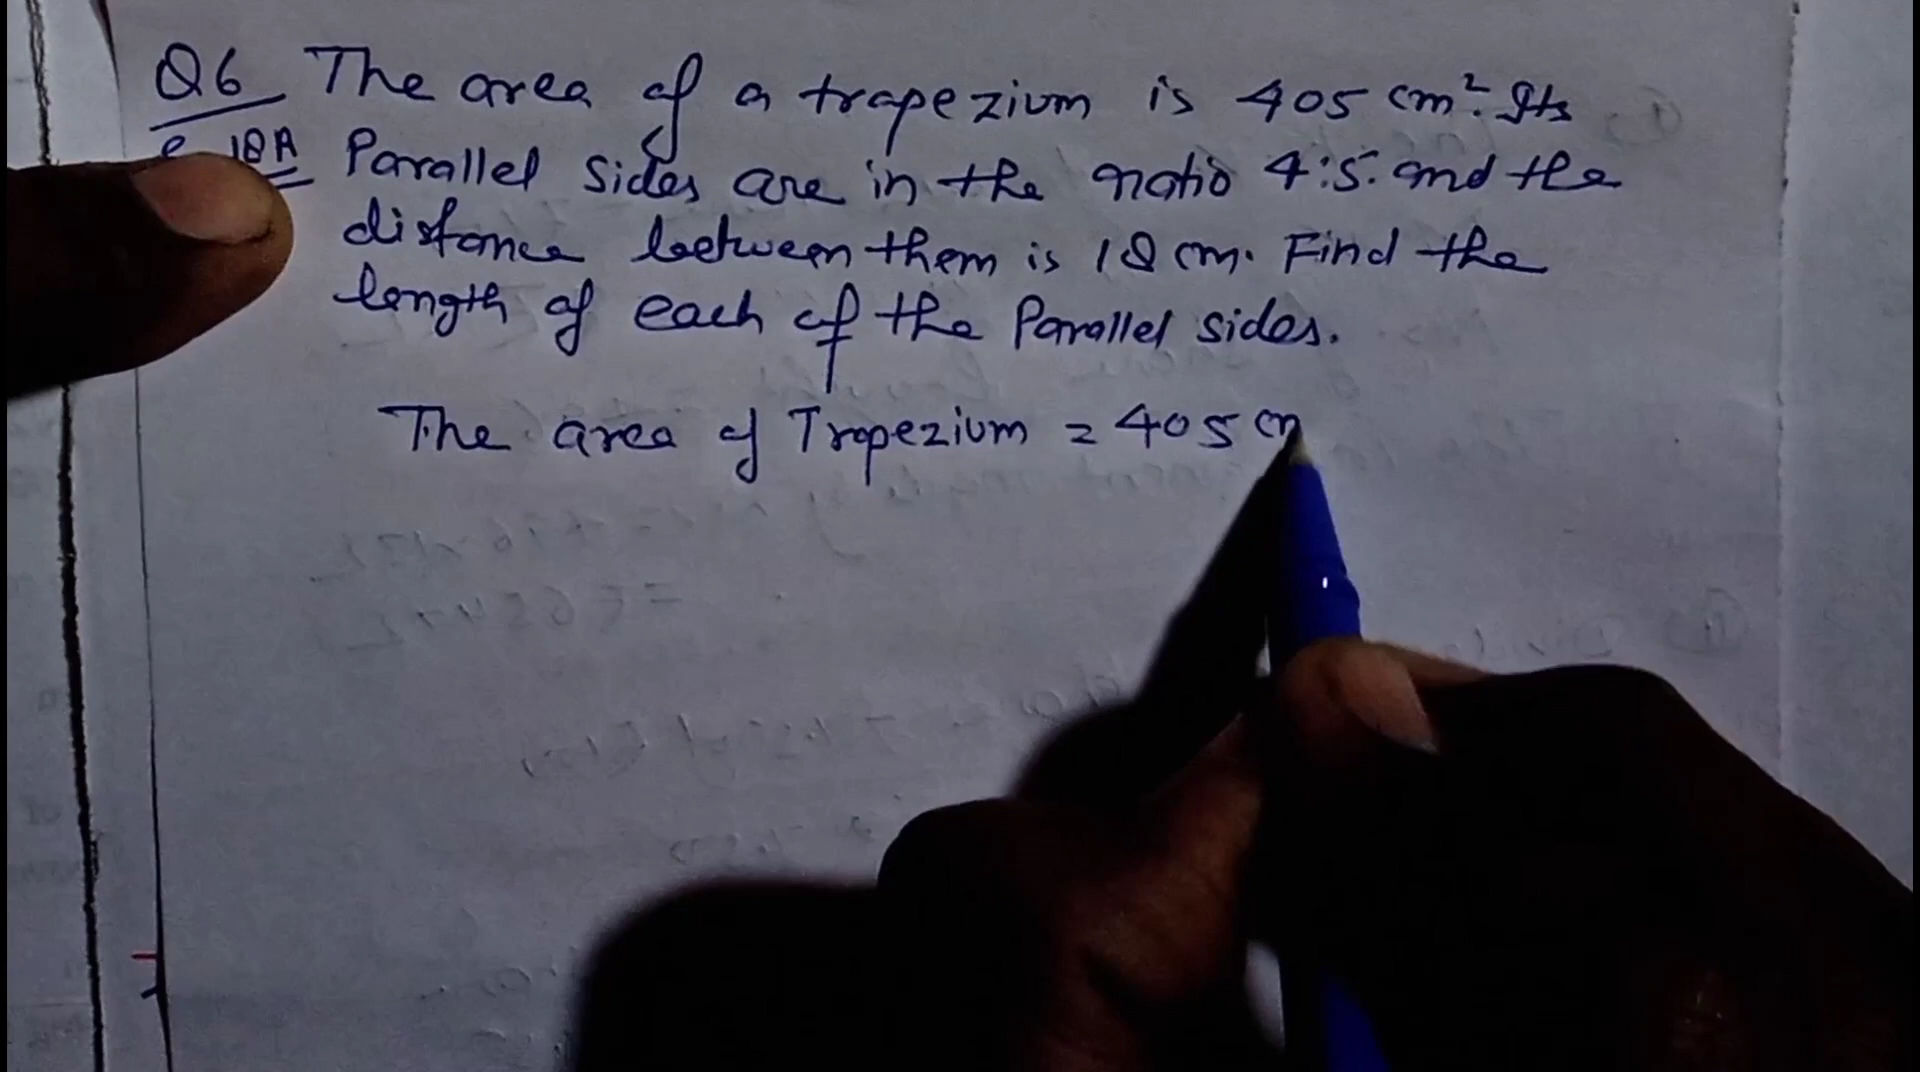 Q6 The area of a trapezium is 405 cm². Its
18A Parallel sides are in the ratio 4:5. and the
distance between them is 18 cm. Find the
length of each of the Parallel sides.
The area of Trapezium = 405 cm